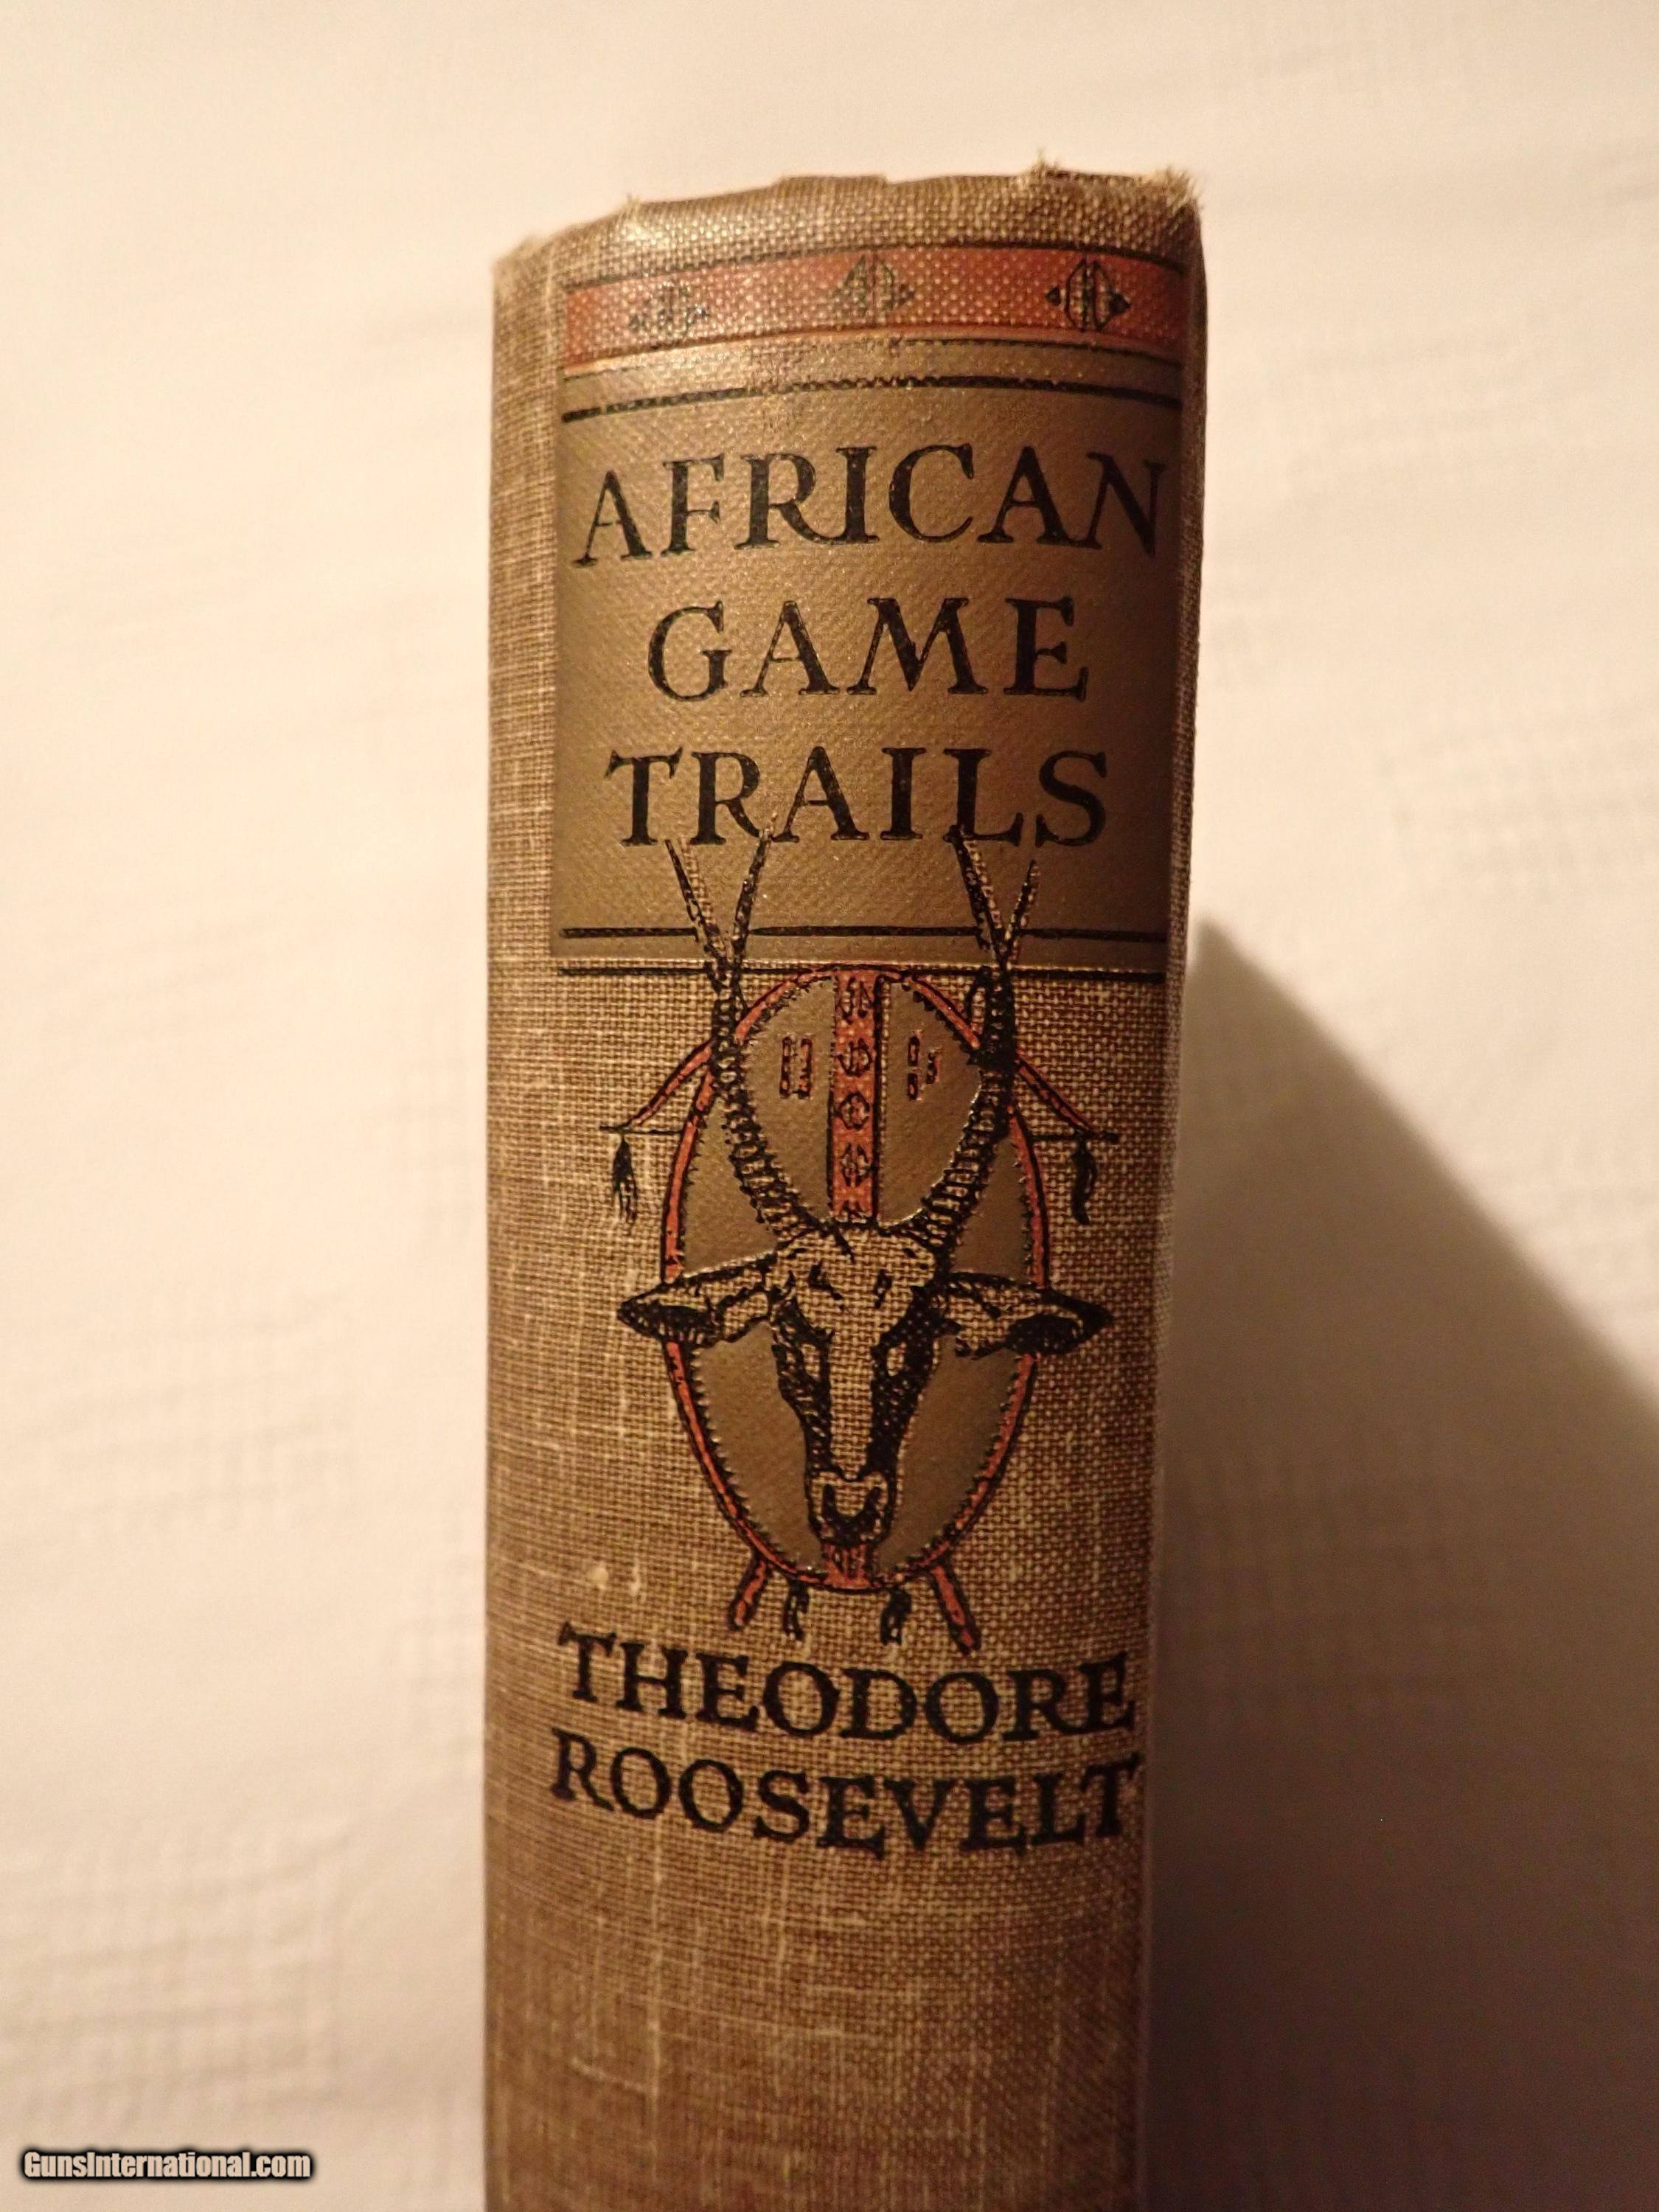 AFRICAN
GAME
TRAILS
THEODORE
ROOSEVELT
GunsInternational.com